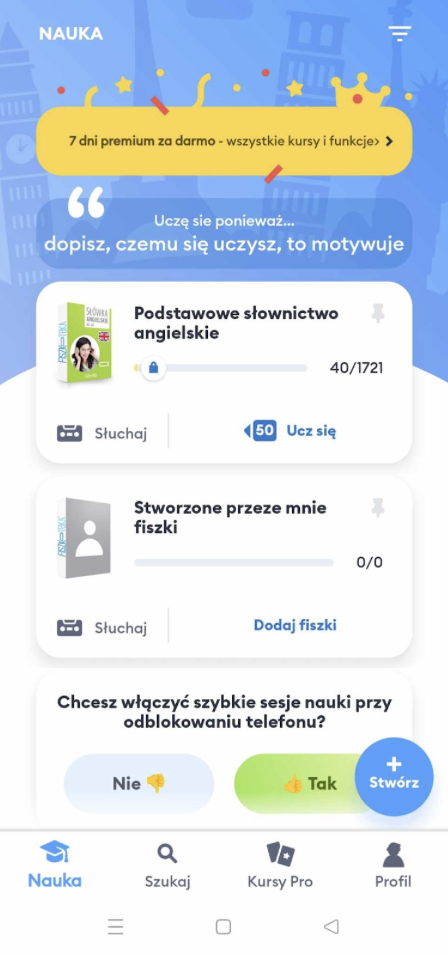 NAUKA
7 dni premium za darmo - wszystkie kursy i funkcje>
Uczę sie ponieważ...
dopisz, czemu się uczysz, to motywuje
SŁÓWKA
ANGIELSKIE
Podstawowe słownictwo
angielskie
40/1721
Słuchaj
50 Ucz się
Stworzone przeze mnie
fiszki
0/0
Słuchaj
Dodaj fiszki
Chcesz włączyć szybkie sesje nauki przy
odblokowaniu telefonu?
Nie 👎
👍 Tak
+
Stwórz
Nauka
Szukaj
Kursy Pro
Profil